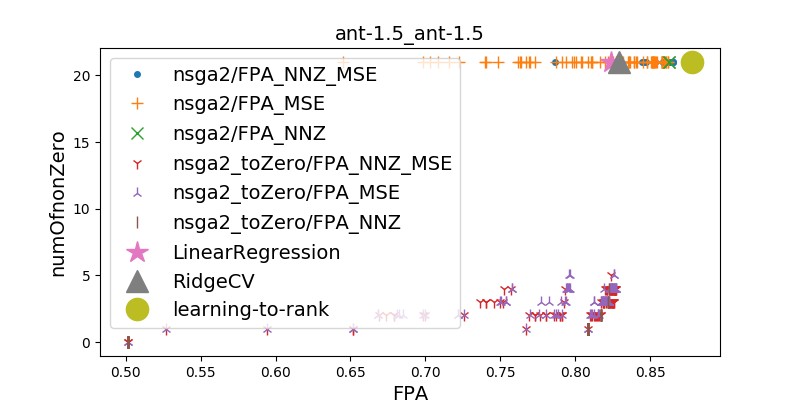 ant-1.5_ant-1.5
numOfnonZero
20
15
10
5
0
nsga2/FPA_NNZ_MSE
nsga2/FPA_MSE
nsga2/FPA_NNZ
nsga2_toZero/FPA_NNZ_MSE
nsga2_toZero/FPA_MSE
nsga2_toZero/FPA_NNZ
LinearRegression
RidgeCV
learning-to-rank
0.50 0.55 0.60 0.65 0.70 0.75 0.80 0.85
FPA